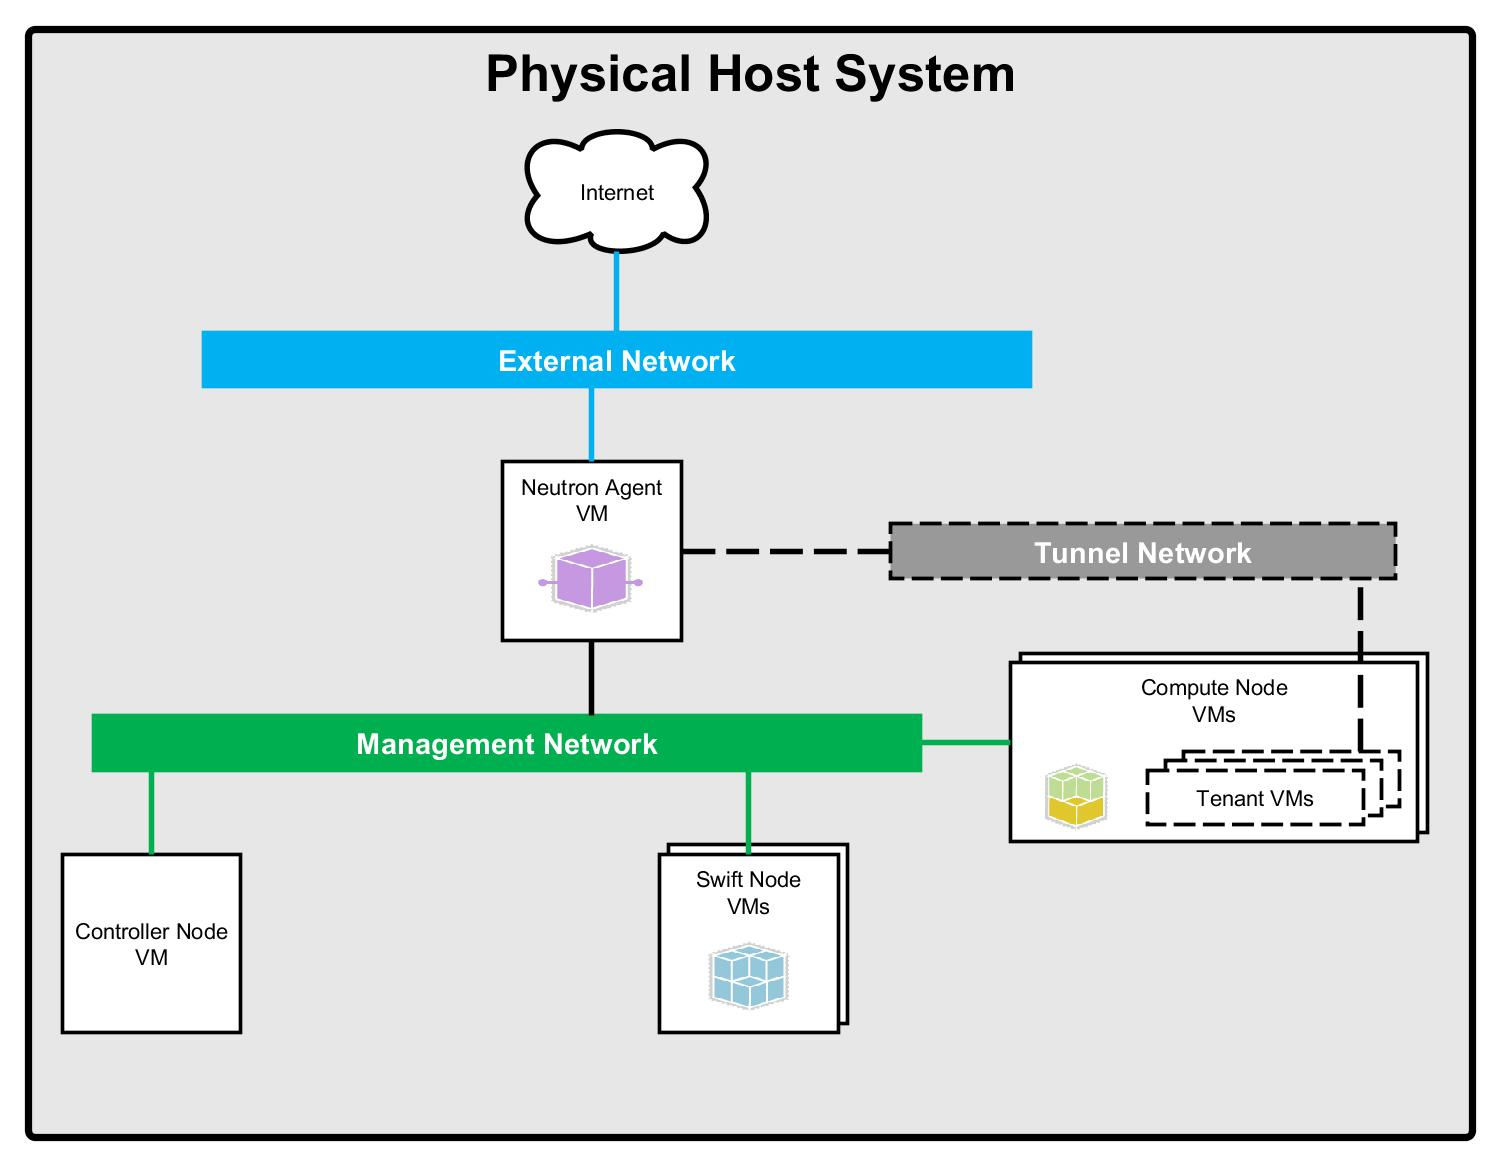 Physical Host System
Internet
External Network
Neutron Agent
VM
Tunnel Network
Compute Node
VMs
Management Network
Tenant VMs
Swift Node
VMs
Controller Node
VM